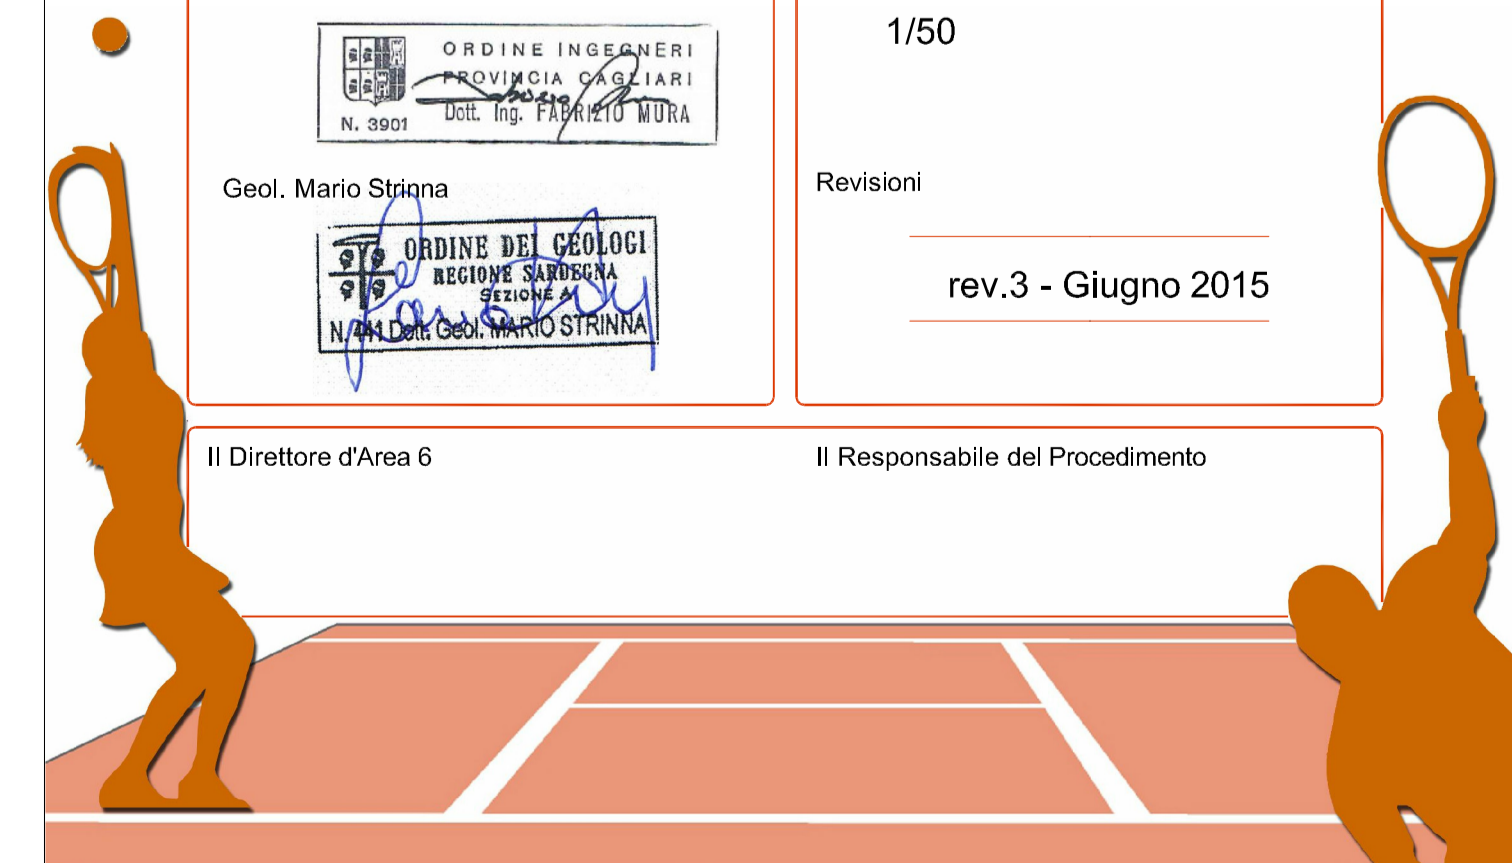 1/50
ORDINE INGEGNERI
PROVINCIA CAGLIARI
Dott. Ing. FABRIZIO MURA
N. 3901
Geol. Mario Strinna
ORDINE DEI GEOLOGI
REGIONE SARDEGNA
SEZIONE A
N. 441 Dott. Geol. MARIO STRINNA
Revisioni
rev.3 - Giugno 2015
Il Direttore d'Area 6
Il Responsabile del Procedimento